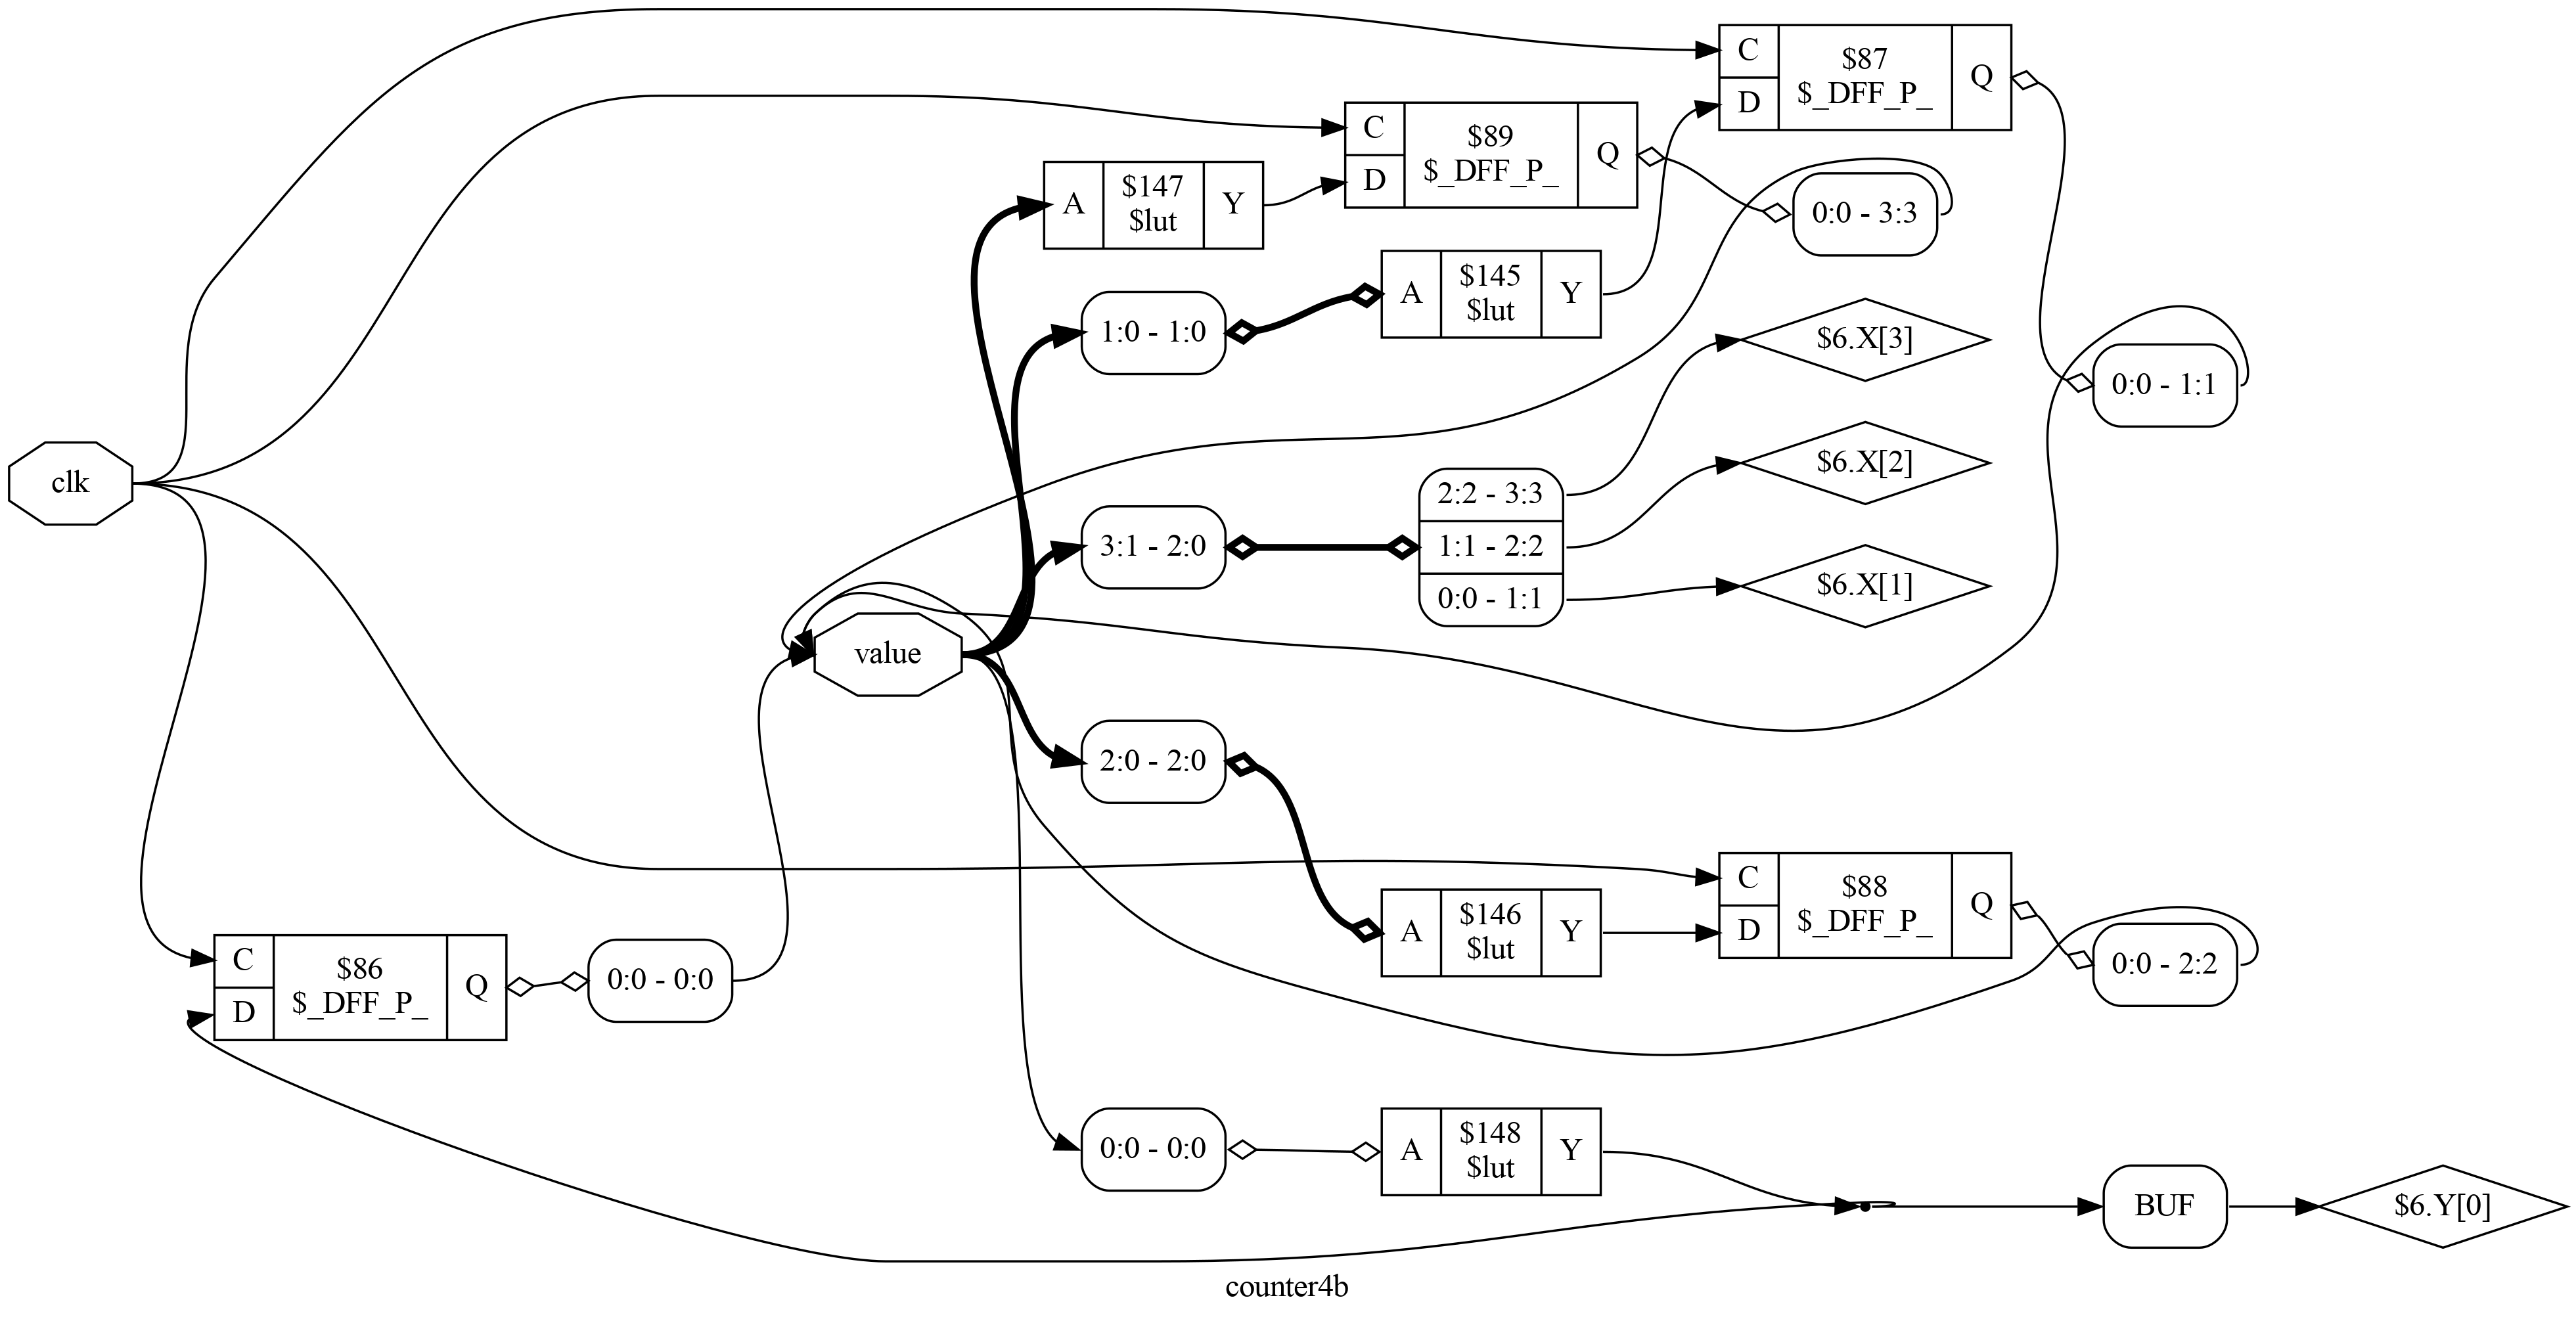 C
$87
$_DFF_P_
D
Q
C
$89
$_DFF_P_
D
Q
A
$147
$lut
Y
0:0 - 3:3
A
$145
$lut
Y
1:0 - 1:0
$6.X[3]
0:0 - 1:1
clk
$6.X[2]
2:2 - 3:3
1:1 - 2:2
0:0 - 1:1
3:1 - 2:0
$6.X[1]
value
2:0 - 2:0
C
$88
$_DFF_P_
D
Q
A
$146
$lut
Y
0:0 - 2:2
C
$86
$_DFF_P_
D
Q
0:0 - 0:0
0:0 - 0:0
A
$148
$lut
Y
BUF
$6.Y[0]
counter4b